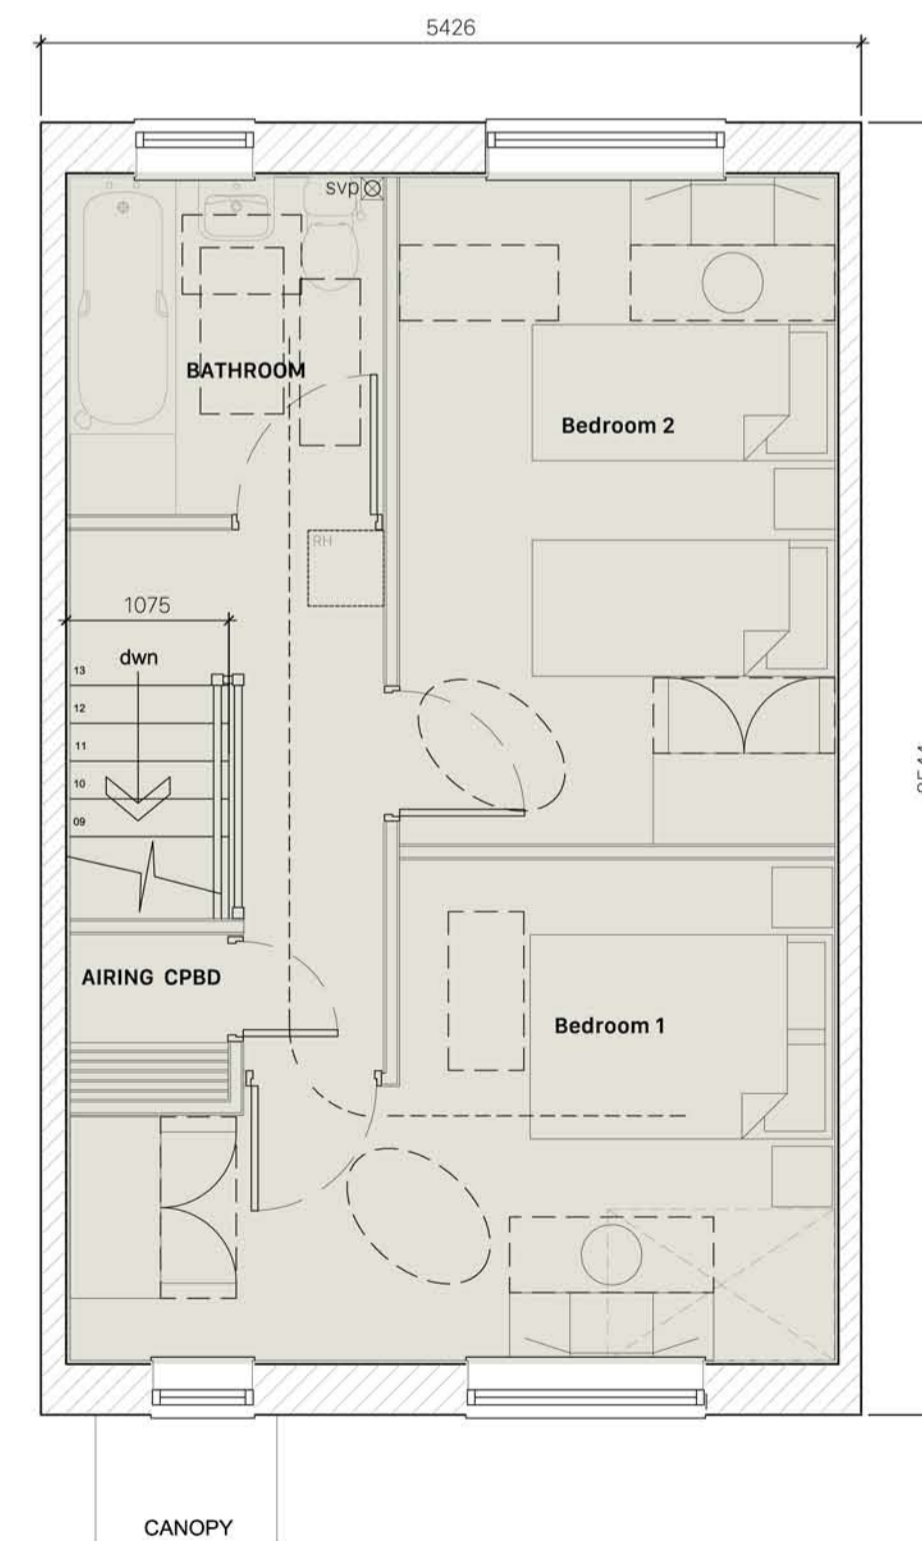 5426
svp
BATHROOM
Bedroom 2
RH
1075
dwn
13
12
11
10
09
AIRING CPBD
Bedroom 1
CANOPY